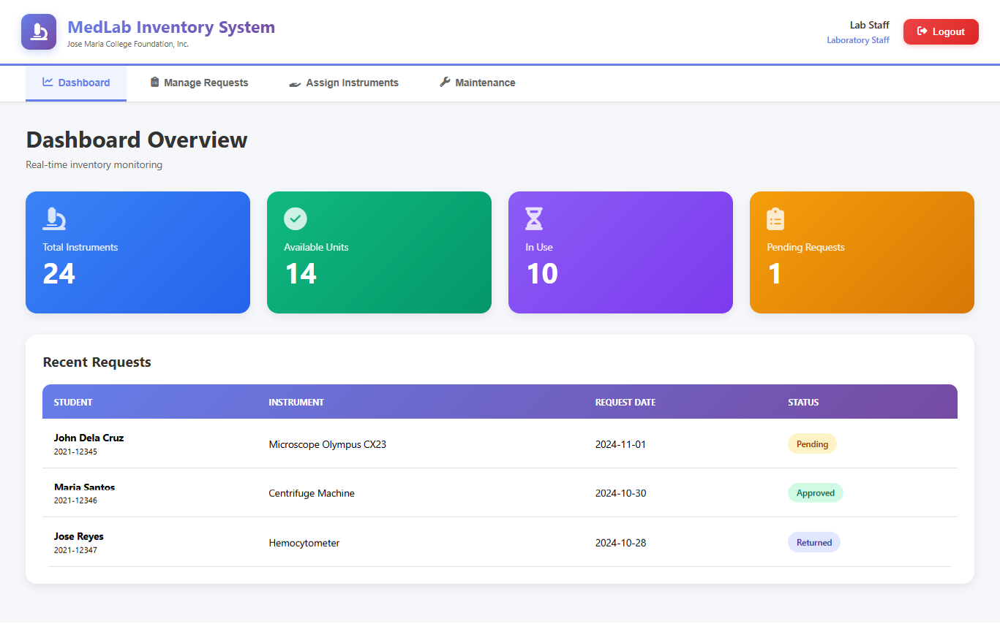 MedLab Inventory System
Jose Maria College Foundation, Inc.
Lab Staff
Laboratory Staff
Logout
Dashboard
Manage Requests
Assign Instruments
Maintenance
Dashboard Overview
Real-time inventory monitoring
Total Instruments
24
Available Units
14
In Use
10
Pending Requests
1
Recent Requests
STUDENT INSTRUMENT REQUEST DATE STATUS
John Dela Cruz
2021-12345
Microscope Olympus CX23
2024-11-01
Pending
Maria Santos
2021-12346
Centrifuge Machine
2024-10-30
Approved
Jose Reyes
2021-12347
Hemocytometer
2024-10-28
Returned